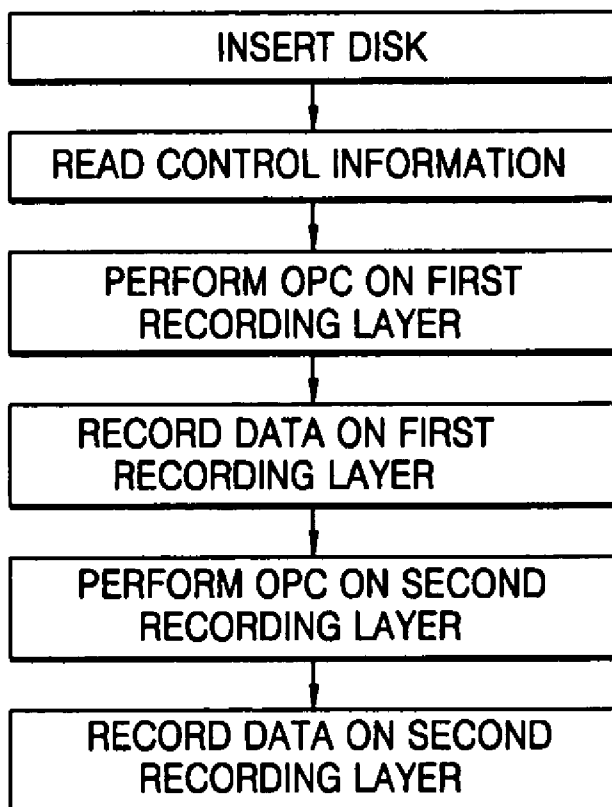 INSERT DISK
READ CONTROL INFORMATION
PERFORM OPC ON FIRST
RECORDING LAYER
RECORD DATA ON FIRST
RECORDING LAYER
PERFORM OPC ON SECOND
RECORDING LAYER
RECORD DATA ON SECOND
RECORDING LAYER